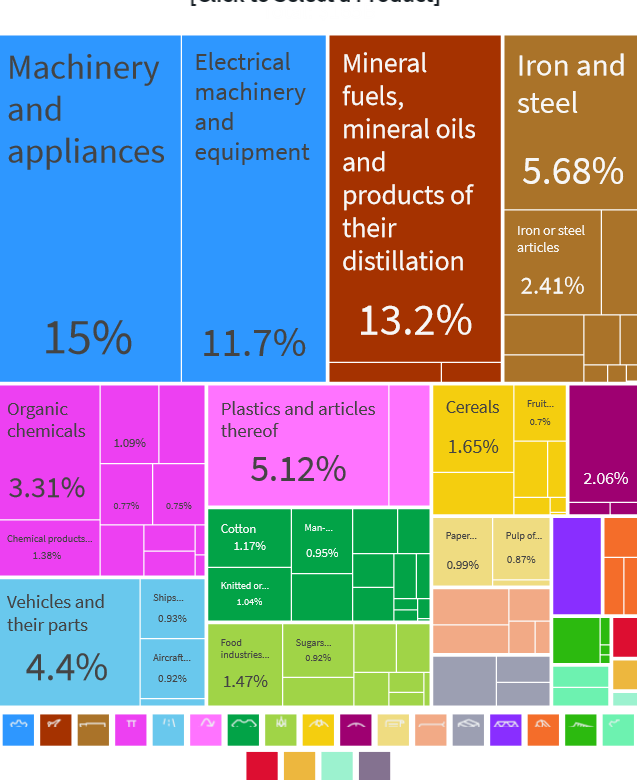 [Click to Select a Product]
Machinery
and
appliances
15%
Electrical
machinery
and
equipment
11.7%
Mineral
fuels,
mineral oils
and
products of
their
distillation
13.2%
Iron and
steel
5.68%
Iron or steel
articles
2.41%
Organic
chemicals
3.31%
1.09%
0.77%
0.75%
Chemical products...
1.38%
Plastics and articles
thereof
5.12%
Cereals
1.65%
Fruit...
0.7%
2.06%
Cotton
1.17%
Man-...
0.95%
Knitted or...
1.04%
Paper...
0.99%
Pulp of...
0.87%
Vehicles and
their parts
4.4%
Ships...
0.93%
Aircraft...
0.92%
Food
industries...
1.47%
Sugars...
0.92%